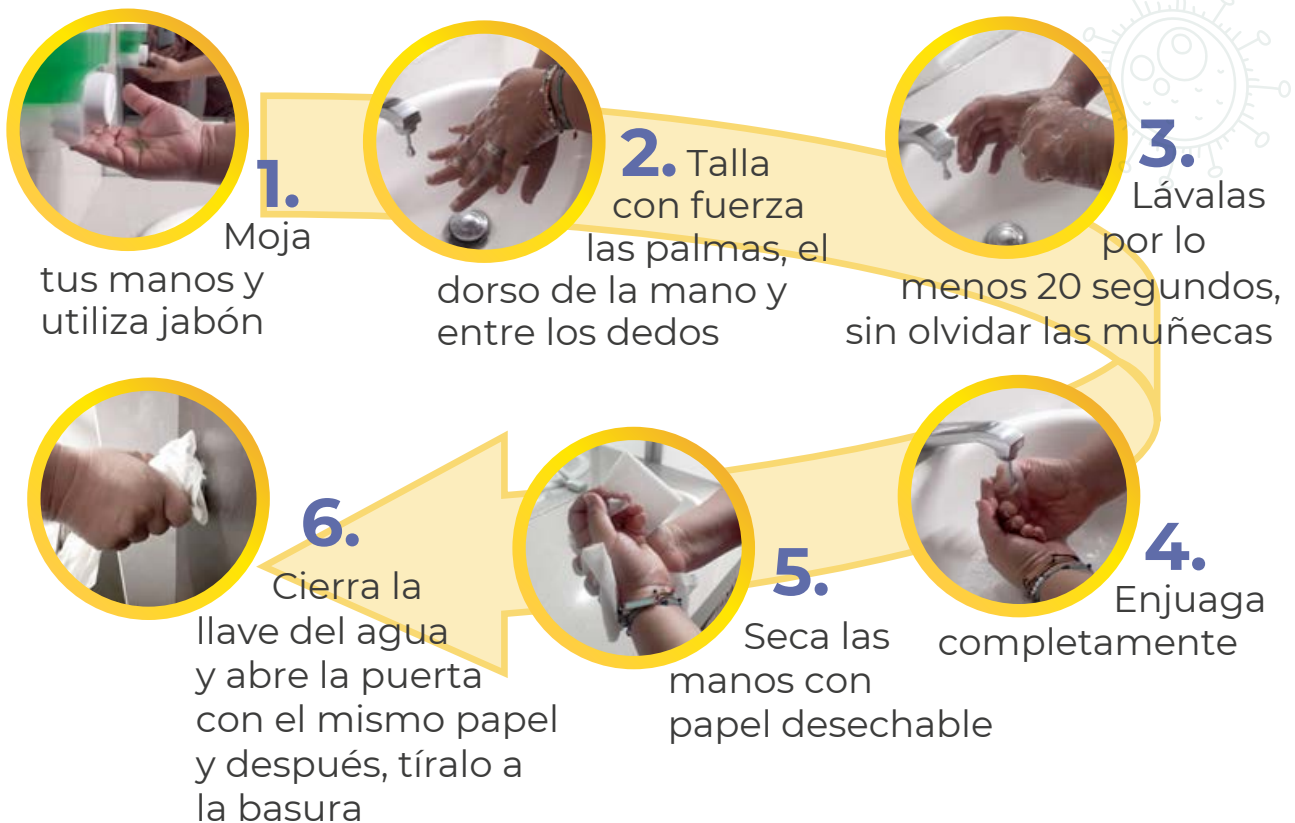 1.
Moja
tus manos y
utiliza jabón
2. Talla
con fuerza
las palmas, el
dorso de la mano y
entre los dedos
3.
Lávalas
por lo
menos 20 segundos,
sin olvidar las muñecas
4.
Enjuaga
completamente
5.
Seca las
manos con
papel desechable
6.
Cierra la
llave del agua
y abre la puerta
con el mismo papel
y después, tíralo a
la basura